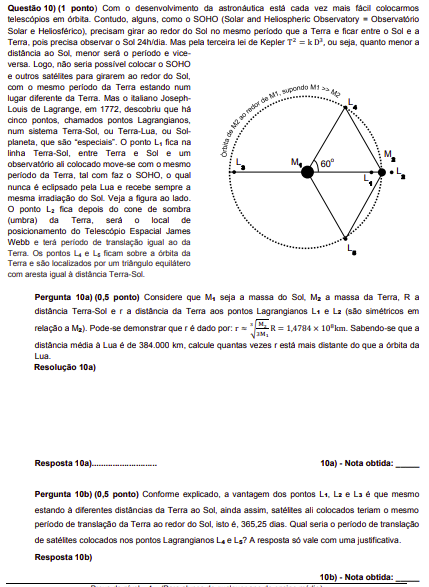 Questão 10) (1 ponto) Com o desenvolvimento da astronáutica está cada vez mais fácil colocarmos
telescópios em órbita. Contudo, alguns, como o SOHO (Solar and Heliospheric Observatory = Observatório
Solar e Heliosférico), precisam girar ao redor do Sol no mesmo período que a Terra e ficar entre o Sol e a
Terra, pois precisa observar o Sol 24h/dia. Mas pela terceira lei de Kepler T² = k D³, ou seja, quanto menor a
distância ao Sol, menor será o período e vice-
versa. Logo, não seria possível colocar o SOHO
e outros satélites para girarem ao redor do Sol,
com o mesmo período da Terra estando num
lugar diferente da Terra. Mas o italiano Joseph-
Louis de Lagrange, em 1772, descobriu que há
cinco pontos, chamados pontos Lagrangianos,
num sistema Terra-Sol, ou Terra-Lua, ou Sol-
planeta, que são "especiais". O ponto L₁ fica na
linha Terra-Sol, entre Terra e Sol e um
observatório ali colocado move-se com o mesmo
período da Terra, tal com faz o SOHO, o qual
nunca é eclipsado pela Lua e recebe sempre a
mesma irradiação do Sol. Veja a figura ao lado.
O ponto L₂ fica depois do cone de sombra
(umbra) da Terra, será o local de
posicionamento do Telescópio Espacial James
Webb e terá período de translação igual ao da
Terra. Os pontos L₄ e L₅ ficam sobre a órbita da
Terra e são localizados por um triângulo equilátero
com aresta igual à distância Terra-Sol.
Órbita de M2 ao redor de M1, supondo M1 >> M2
L₄
L₃
M₁
60°
M₂
L₁
L₂
L₅
Pergunta 10a) (0,5 ponto) Considere que M₁ seja a massa do Sol, M₂ a massa da Terra, R a
distância Terra-Sol e r a distância da Terra aos pontos Lagrangianos L₁ e L₂ (são simétricos em
relação a M₂). Pode-se demonstrar que r é dado por: r ≈ ∛(M₂/3M₁) R = 1,4784 × 10⁶km. Sabendo-se que a
distância média à Lua é de 384.000 km, calcule quantas vezes r está mais distante do que a órbita da
Lua.
Resolução 10a)
Resposta 10a)...........................
10a) - Nota obtida: _____
Pergunta 10b) (0,5 ponto) Conforme explicado, a vantagem dos pontos L₁, L₂ e L₃ é que mesmo
estando à diferentes distâncias da Terra ao Sol, ainda assim, satélites ali colocados teriam o mesmo
período de translação da Terra ao redor do Sol, isto é, 365,25 dias. Qual seria o período de translação
de satélites colocados nos pontos Lagrangianos L₄ e L₅? A resposta só vale com uma justificativa.
Resposta 10b)
10b) - Nota obtida: _____